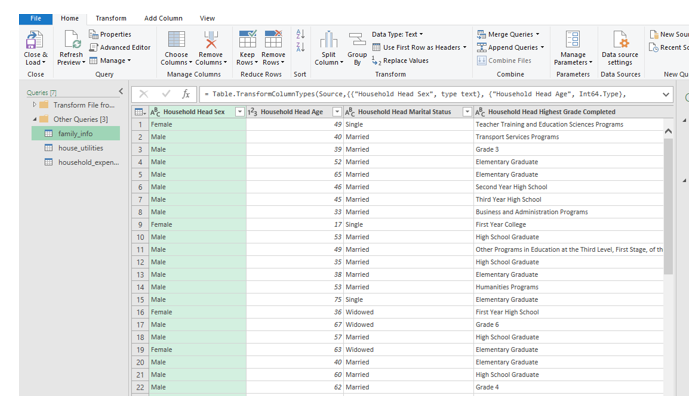 File Home Transform Add Column View
Properties
Advanced Editor
Manage
Close & Load
Refresh Preview
Choose Columns
Remove Columns
Keep Rows
Remove Rows
Split Column
Group By
Data Type: Text
Use First Row as Headers
Replace Values
Merge Queries
Append Queries
Combine Files
Manage Parameters
Data source settings
New Sour
Recent So
Close Query Manage Columns Reduce Rows Sort Transform Combine Parameters Data Sources New Qu
Queries [7]
Transform File fro...
Other Queries [3]
family_info
house_utilities
household_expen...
fx = Table.TransformColumnTypes(Source,{{"Household Head Sex", type text}, {"Household Head Age", Int64.Type},
ABC Household Head Sex 123 Household Head Age ABC Household Head Marital Status ABC Household Head Highest Grade Completed
1 Female 49 Single Teacher Training and Education Sciences Programs
2 Male 40 Married Transport Services Programs
3 Male 39 Married Grade 3
4 Male 52 Married Elementary Graduate
5 Male 65 Married Elementary Graduate
6 Male 46 Married Second Year High School
7 Male 45 Married Third Year High School
8 Male 33 Married Business and Administration Programs
9 Female 17 Single First Year College
10 Male 53 Married High School Graduate
11 Male 49 Married Other Programs in Education at the Third Level, First Stage, of th
12 Male 35 Married High School Graduate
13 Male 38 Married Elementary Graduate
14 Male 53 Married Humanities Programs
15 Male 75 Single Elementary Graduate
16 Female 36 Widowed First Year High School
17 Male 67 Widowed Grade 6
18 Male 57 Married High School Graduate
19 Female 63 Widowed Elementary Graduate
20 Male 40 Married Elementary Graduate
21 Male 60 Married High School Graduate
22 Male 62 Married Grade 4